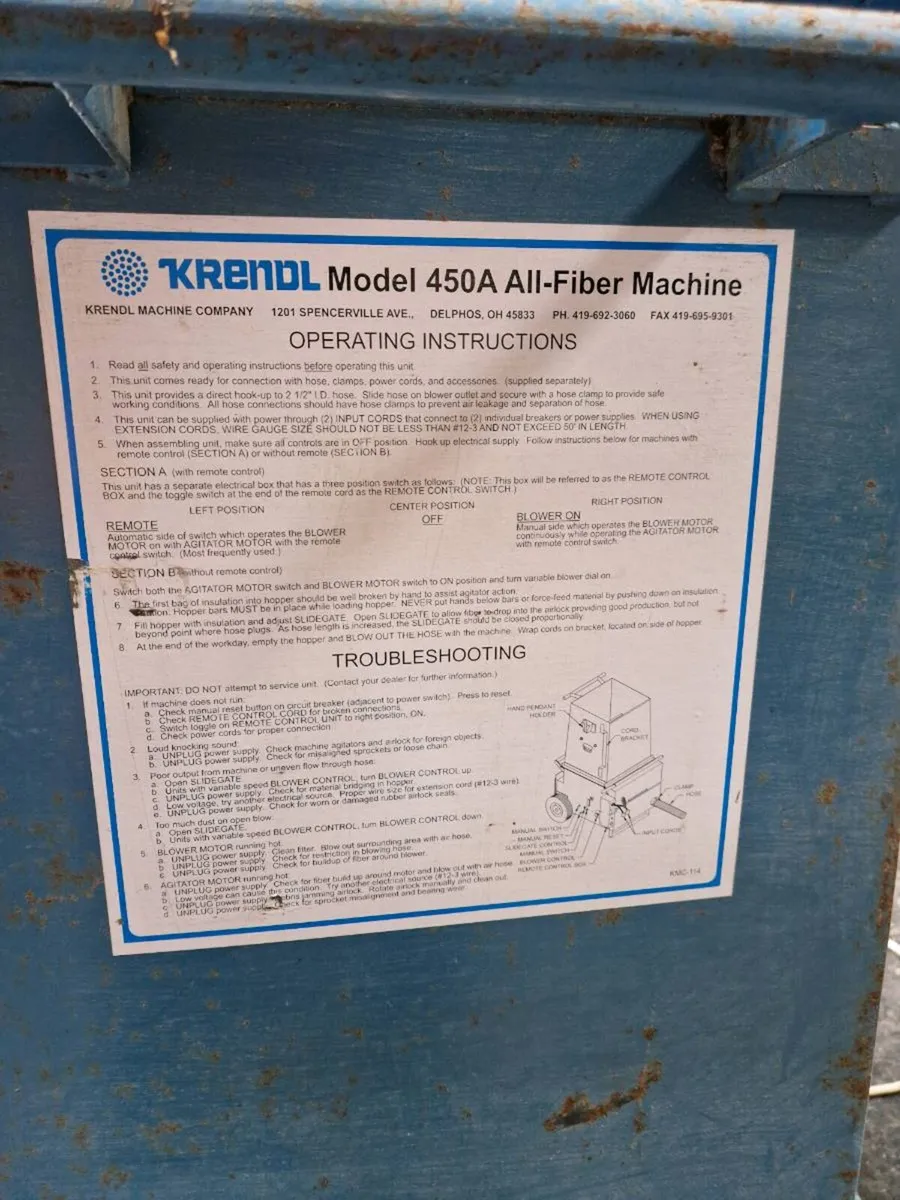 KRENDL Model 450A All-Fiber Machine
KRENDL MACHINE COMPANY 1201 SPENCERVILLE AVE., DELPHOS, OH 45833 PH. 419-692-3060 FAX 419-695-9301
OPERATING INSTRUCTIONS
1. Read all safety and operating instructions before operating this unit.
2. This unit comes ready for connection with hose, clamps, power cords, and accessories. (supplied separately)
3. This unit provides a direct hook-up to 2 1/2" I.D. hose. Slide hose on blower outlet and secure with a hose clamp to provide safe
working conditions. All hose connections should have hose clamps to prevent air leakage and separation of hose.
4. This unit can be supplied with power through (2) INPUT CORDS that connect to (2) individual breakers or power supplies. WHEN USING
EXTENSION CORDS, WIRE GAUGE SIZE SHOULD NOT BE LESS THAN #12-3 AND NOT EXCEED 50' IN LENGTH.
5. When assembling unit, make sure all controls are in OFF position. Hook up electrical supply. Follow instructions below for machines with
remote control (SECTION A) or without remote (SECTION B).
SECTION A (with remote control)
This unit has a separate electrical box that has a three position switch as follows: (NOTE: This box will be referred to as the REMOTE CONTROL
BOX and the toggle switch at the end of the remote cord as the REMOTE CONTROL SWITCH.)
LEFT POSITION CENTER POSITION RIGHT POSITION
REMOTE OFF BLOWER ON
Automatic side of switch which operates the BLOWER
MOTOR on with AGITATOR MOTOR with the remote
control switch. (Most frequently used.)
Manual side which operates the BLOWER MOTOR
continuously while operating the AGITATOR MOTOR
with remote control switch.
SECTION B (without remote control)
Switch both the AGITATOR MOTOR switch and BLOWER MOTOR switch to ON position and turn variable blower dial on.
6. The first bag of insulation into hopper should be well broken by hand to assist agitator action.
Caution: Hopper bars MUST be in place while loading hopper. NEVER put hands below bars or force-feed material by pushing down on insulation.
7. Fill hopper with insulation and adjust SLIDEGATE. Open SLIDEGATE to allow fiber to drop into the airlock providing good production, but not
beyond point where hose plugs. As hose length is increased, the SLIDEGATE should be closed proportionally.
8. At the end of the workday, empty the hopper and BLOW OUT THE HOSE with the machine. Wrap cords on bracket, located on side of hopper.
TROUBLESHOOTING
IMPORTANT: DO NOT attempt to service unit. (Contact your dealer for further information.)
1. If machine does not run:
a. Check manual reset button on circuit breaker (adjacent to power switch). Press to reset.
b. Check REMOTE CONTROL CORD for broken connections.
c. Switch toggle on REMOTE CONTROL UNIT to right position, ON.
d. Check power cords for proper connection.
2. Loud knocking sound:
a. UNPLUG power supply. Check machine agitators and airlock for foreign objects.
b. UNPLUG power supply. Check for misaligned sprockets or loose chain.
3. Poor output from machine or uneven flow through hose:
a. Open SLIDEGATE.
b. Units with variable speed BLOWER CONTROL, turn BLOWER CONTROL up.
c. UNPLUG power supply. Check for material bridging in hopper.
d. Low voltage, try another electrical source. Proper wire size for extension cord (#12-3 wire).
e. UNPLUG power supply. Check for worn or damaged rubber airlock seals.
4. Too much dust on open blow:
a. Open SLIDEGATE.
b. Units with variable speed BLOWER CONTROL, turn BLOWER CONTROL down.
5. BLOWER MOTOR running hot:
a. UNPLUG power supply. Clean filter. Blow out surrounding area with air hose.
b. UNPLUG power supply. Check for restriction in blowing hose.
c. UNPLUG power supply. Check for buildup of fiber around blower.
6. AGITATOR MOTOR running hot:
a. UNPLUG power supply. Check for fiber build up around motor and blow out with air hose.
b. Low voltage can cause this condition. Try another electrical source (#12-3 wire).
c. UNPLUG power supply. Debris jamming airlock. Rotate airlock manually and clean out.
d. UNPLUG power supply. Check for sprocket misalignment and bearing wear.
HAND PENDANT
HOLDER
CORD
BRACKET
CLAMP
HOSE
INPUT CORDS
MANUAL SWITCH
MANUAL RESET
SLIDEGATE CONTROL
MANUAL SWITCH
BLOWER CONTROL
REMOTE CONTROL BOX
KMC-114